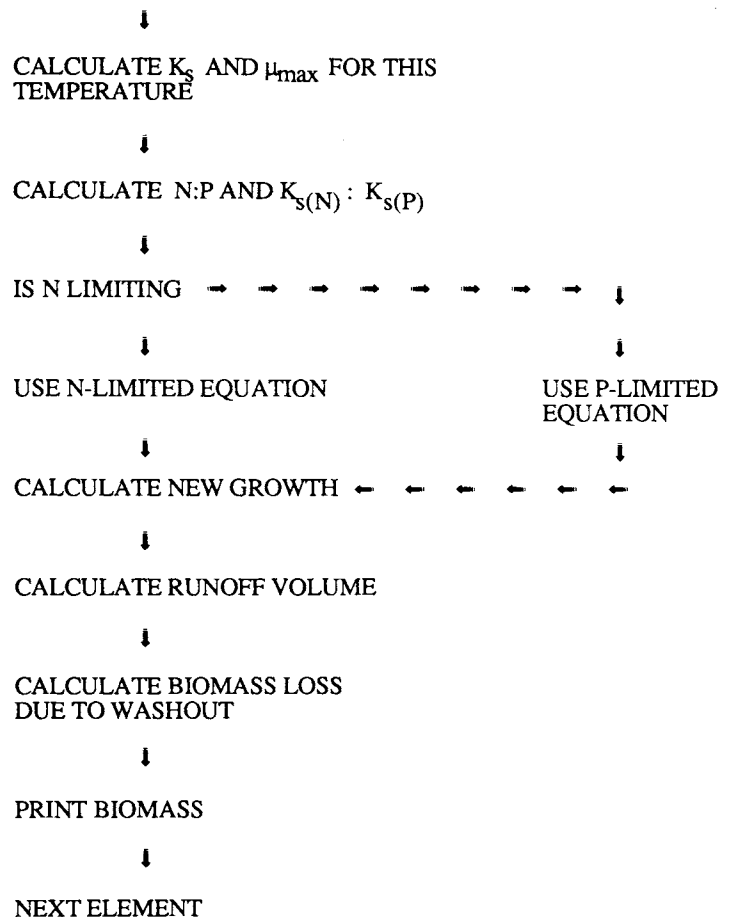 CALCULATE Ks AND μmax FOR THIS
TEMPERATURE
CALCULATE N:P AND Ks(N) : Ks(P)
IS N LIMITING
USE N-LIMITED EQUATION
USE P-LIMITED
EQUATION
CALCULATE NEW GROWTH
CALCULATE RUNOFF VOLUME
CALCULATE BIOMASS LOSS
DUE TO WASHOUT
PRINT BIOMASS
NEXT ELEMENT